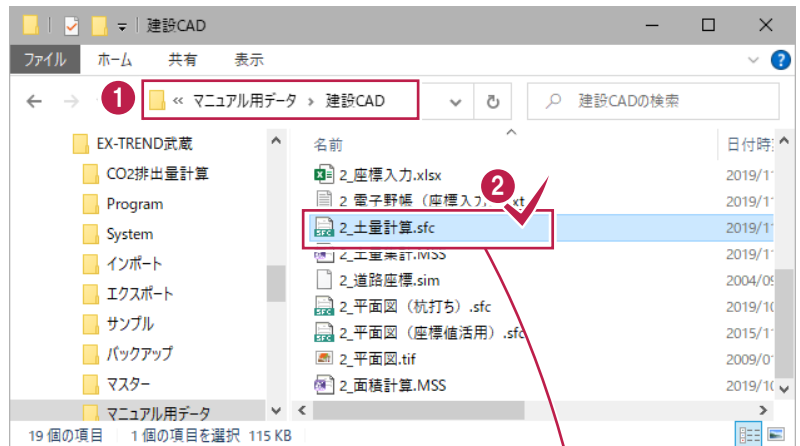 建設CAD
ファイル ホーム 共有 表示
1 « マニュアル用データ › 建設CAD 建設CADの検索
EX-TREND武蔵
CO2排出量計算
Program
System
インポート
エクスポート
サンプル
バックアップ
マスター
マニュアル用データ
名前 日付時
2_座標入力.xlsx 2019/1
2_電子野帳（座標入力 xt 2019/1
2
2_土量計算.sfc 2019/1
2_土量集計.MSS 2019/1
2_道路座標.sim 2004/09
2_平面図（杭打ち）.sfc 2019/10
2_平面図（座標値活用）.sfc 2015/1
2_平面図.tif 2009/0
2_面積計算.MSS 2019/10
19 個の項目 1 個の項目を選択 115 KB